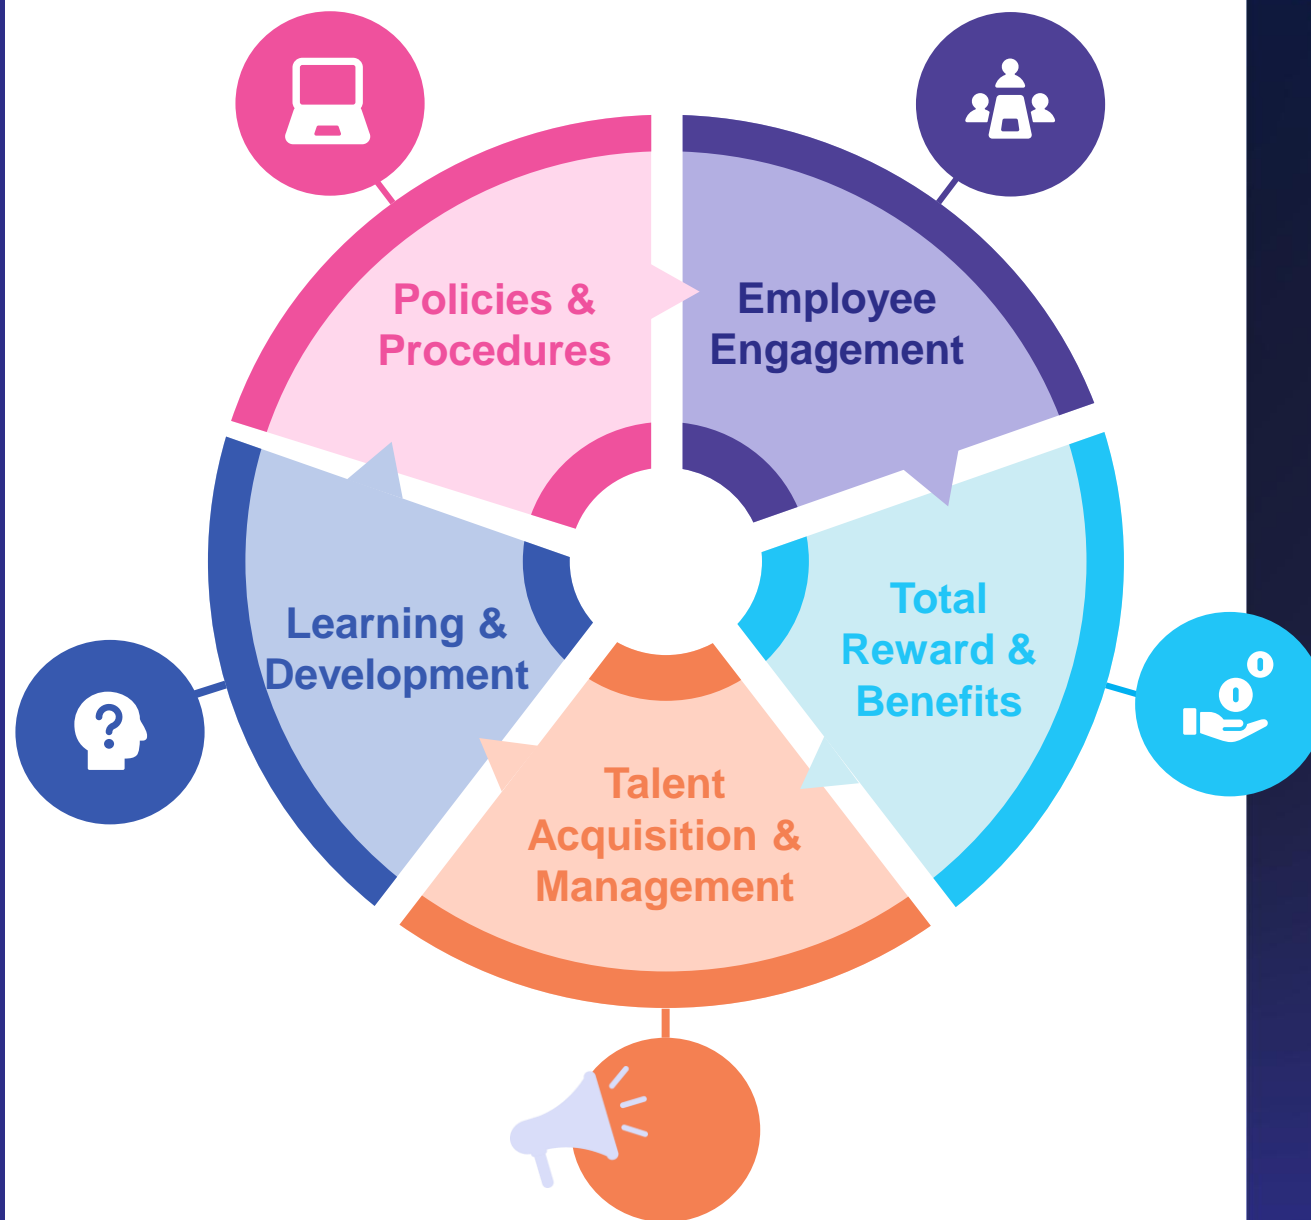 Policies &
Procedures
Employee
Engagement
Total
Reward &
Benefits
Learning &
Development
Talent
Acquisition &
Management